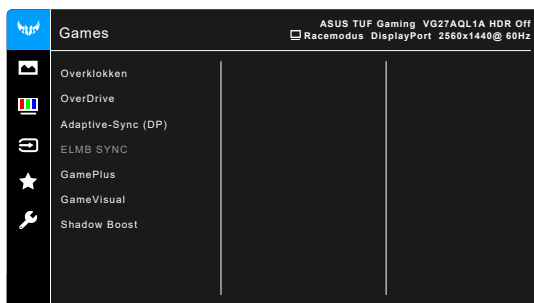 Games
ASUS TUF Gaming VG27AQL1A HDR Off
Racemodus DisplayPort 2560x1440@ 60Hz
Overklokken
OverDrive
Adaptive-Sync (DP)
ELMB SYNC
GamePlus
GameVisual
Shadow Boost